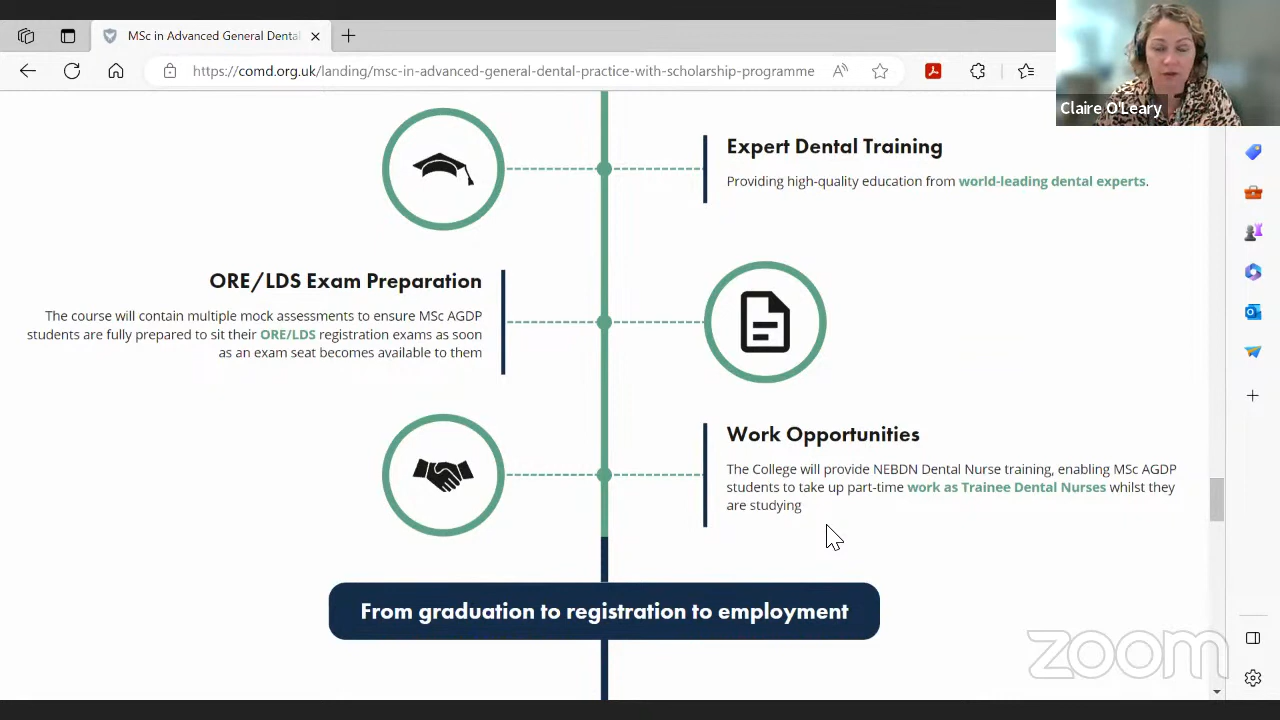 MSc in Advanced General Denta
https://comd.org.uk/landing/msc-in-advanced-general-dental-practice-with-scholarship-programme
Claire O'Leary
Expert Dental Training
Providing high-quality education from world-leading dental experts.
ORE/LDS Exam Preparation
The course will contain multiple mock assessments to ensure MSc AGDP
students are fully prepared to sit their ORE/LDS registration exams as soon
as an exam seat becomes available to them
Work Opportunities
The College will provide NEBDN Dental Nurse training, enabling MSc AGDP
students to take up part-time work as Trainee Dental Nurses whilst they
are studying
From graduation to registration to employment
zoom